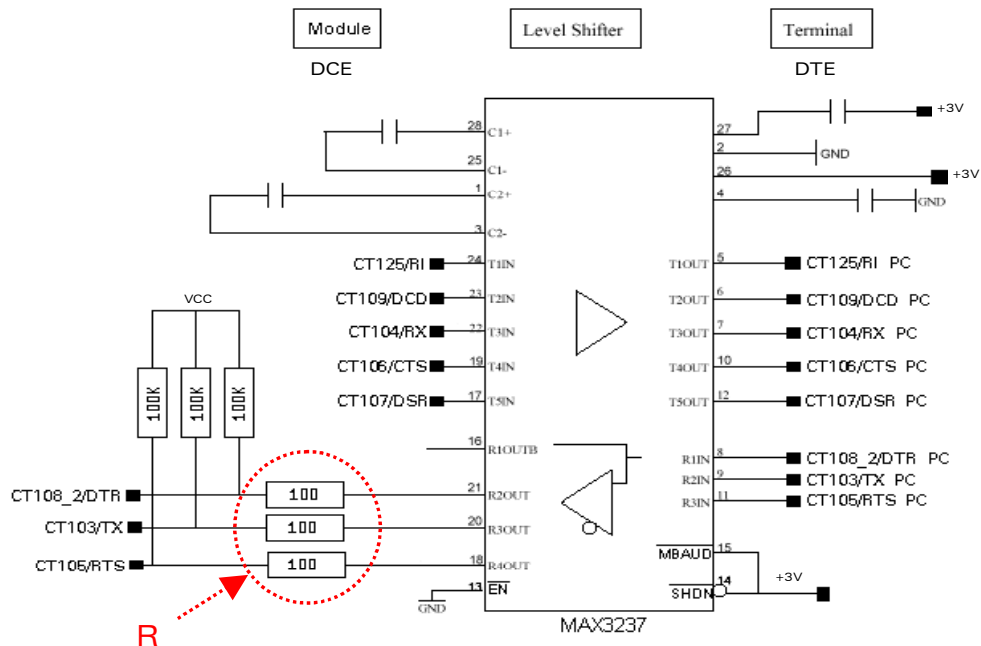 Module
Level Shifter
Terminal
DCE
DTE
+3V
28
C1+
27
2
GND
25
C1-
26
+3V
1
C2+
4
GND
3
C2-
CT125/RI
24
T1IN
T1OUT
5
CT125/RI PC
CT109/DCD
23
T2IN
T2OUT
6
CT109/DCD PC
VCC
CT104/RX
22
T3IN
T3OUT
7
CT104/RX PC
CT106/CTS
19
T4IN
T4OUT
10
CT106/CTS PC
100K
100K
100K
CT107/DSR
17
T5IN
T5OUT
12
CT107/DSR PC
16
R1OUTB
R1IN
8
CT108_2/DTR PC
R2IN
9
CT103/TX PC
CT108_2/DTR
100
21
R2OUT
R3IN
11
CT105/RTS PC
CT103/TX
100
20
R3OUT
CT105/RTS
100
18
R4OUT
MBAUD
15
13
EN
SHDN
14
+3V
GND
MAX3237
R